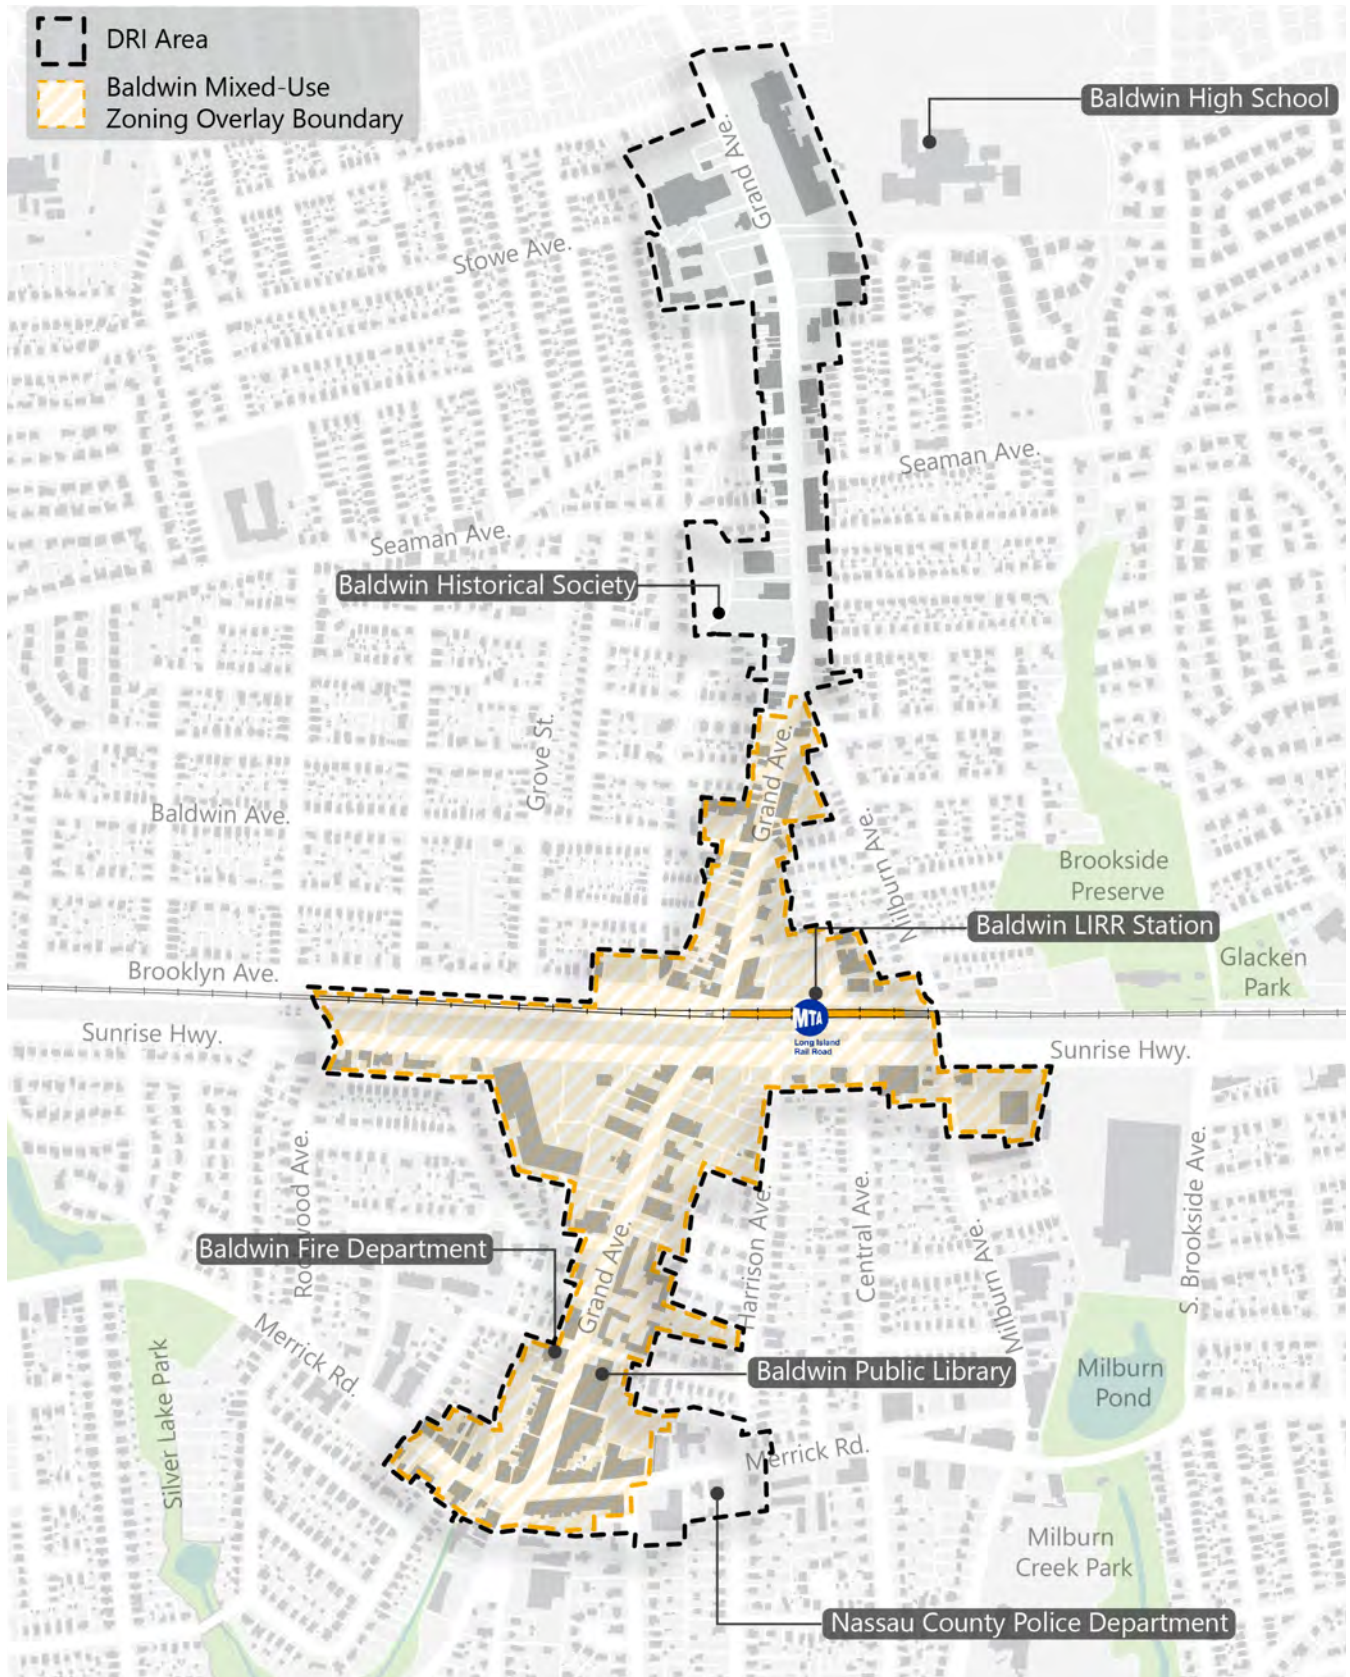 DRI Area
Baldwin Mixed-Use
Zoning Overlay Boundary
Baldwin High School
Grand Ave.
Stowe Ave.
Seaman Ave.
Seaman Ave.
Baldwin Historical Society
Grove St.
Grand Ave.
Baldwin Ave.
Milburn Ave.
Brookside
Preserve
Baldwin LIRR Station
Glacken
Park
Brooklyn Ave.
MTA
Long Island
Rail Road
Sunrise Hwy.
Sunrise Hwy.
Rockwood Ave.
Harrison Ave.
Central Ave.
Milburn Ave.
S. Brookside Ave.
Baldwin Fire Department
Grand Ave.
Merrick Rd.
Silver Lake Park
Baldwin Public Library
Milburn
Pond
Merrick Rd.
Milburn
Creek Park
Nassau County Police Department